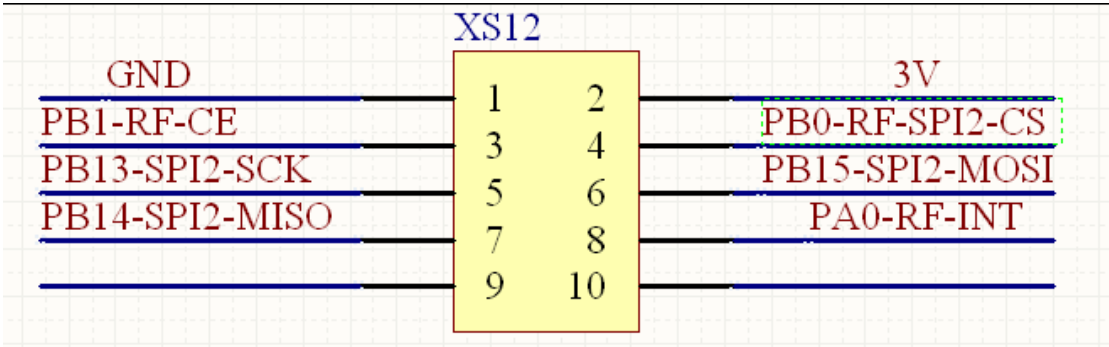 XS12
GND 1 2 3V
PB1-RF-CE 3 4 PB0-RF-SPI2-CS
PB13-SPI2-SCK 5 6 PB15-SPI2-MOSI
PB14-SPI2-MISO 7 8 PA0-RF-INT
9 10